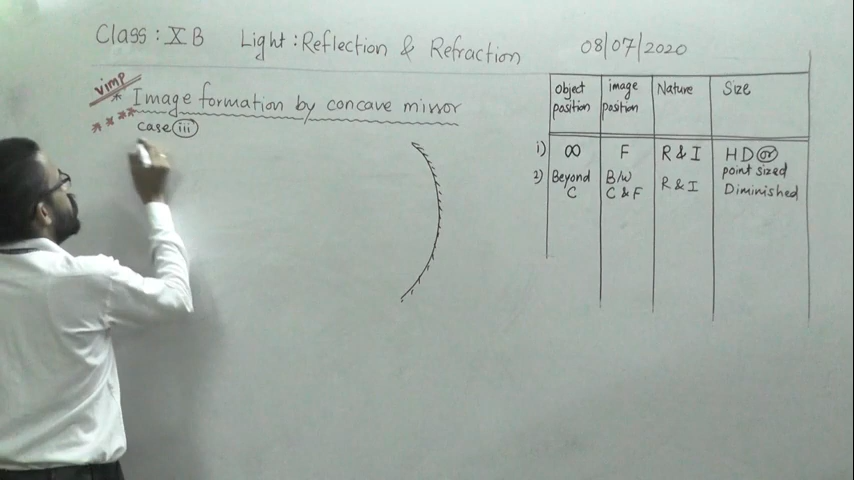 Class : X B Light : Reflection & Refraction 08/07/2020
VIMP
* Image formation by concave mirror
****
case (iii)
object position image position Nature Size
i) ∞ F R & I HD or point sized
2) Beyond C B/w C & F R & I Diminished